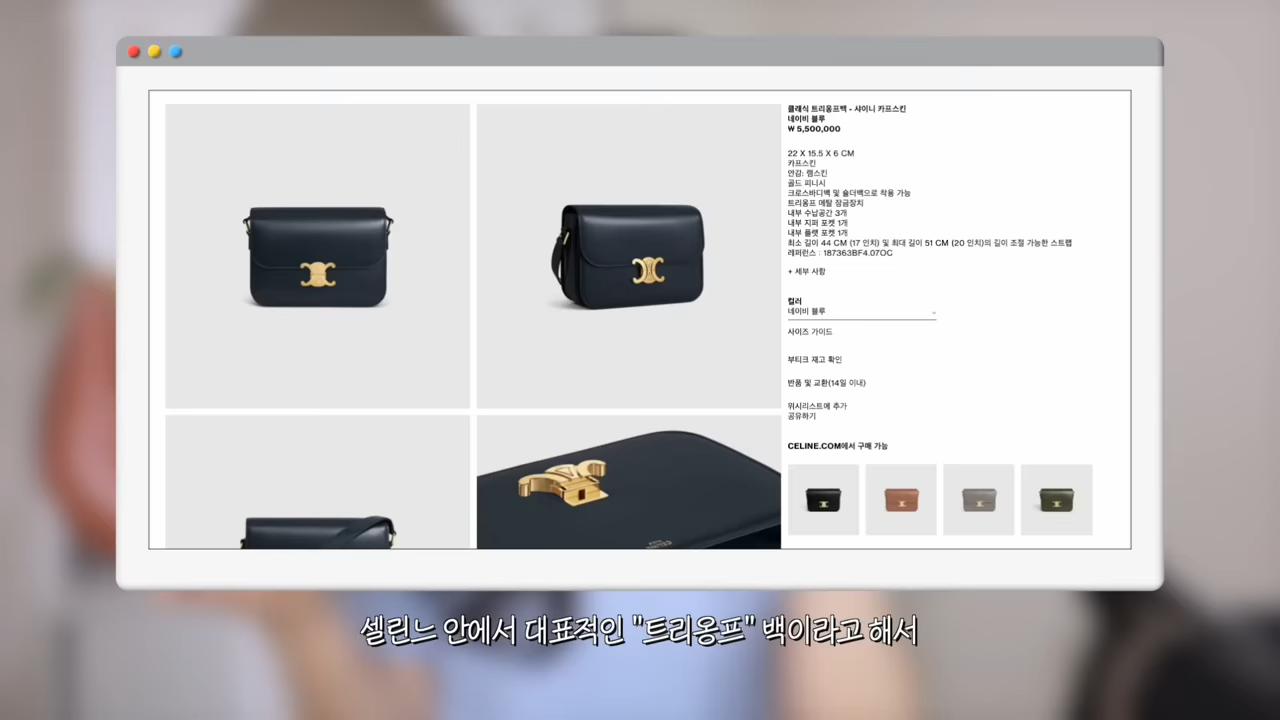 클래식 트리옹프백 - 샤이니 카프스킨
네이비 블루
₩ 5,500,000
22 X 15.5 X 6 CM
카프스킨
안감: 램스킨
골드 피니시
크로스바디백 및 숄더백으로 착용 가능
트리옹프 메탈 잠금장치
내부 수납공간 3개
내부 지퍼 포켓 1개
내부 플랫 포켓 1개
최소 길이 44 CM (17 인치) 및 최대 길이 51 CM (20 인치)의 길이 조절 가능한 스트랩
레퍼런스 : 187363BF4.07OC
+ 세부 사항
컬러
네이비 블루
사이즈 가이드
부티크 재고 확인
반품 및 교환(14일 이내)
위시리스트에 추가
공유하기
CELINE.COM에서 구매 가능
셀린느 안에서 대표적인 "트리옹프" 백이라고 해서